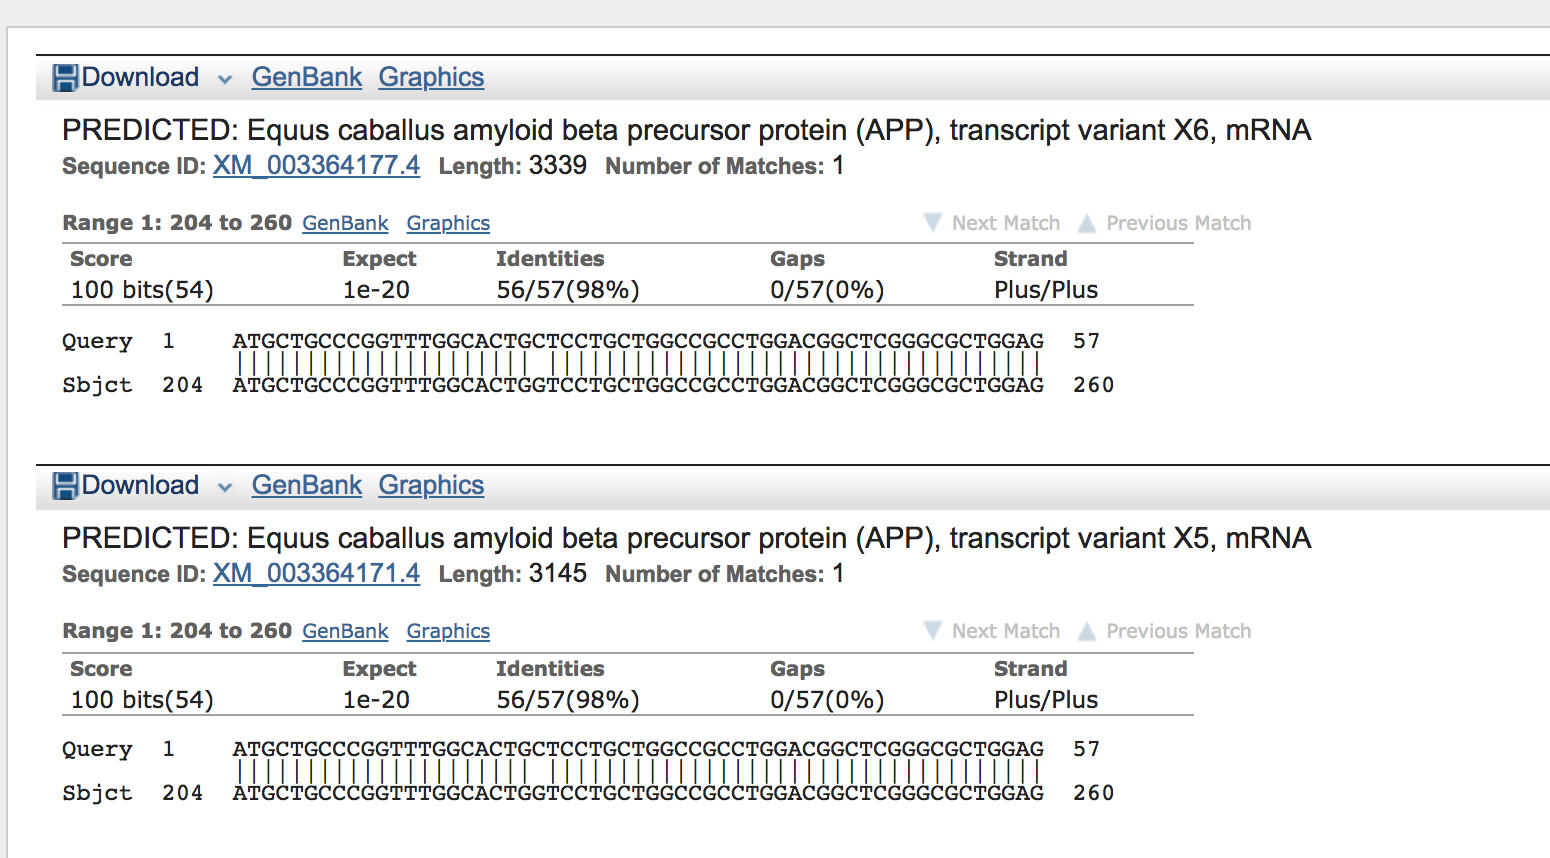 Download GenBank Graphics
PREDICTED: Equus caballus amyloid beta precursor protein (APP), transcript variant X6, mRNA
Sequence ID: XM_003364177.4 Length: 3339 Number of Matches: 1
Range 1: 204 to 260 GenBank Graphics Next Match Previous Match
Score Expect Identities Gaps Strand
100 bits(54) 1e-20 56/57(98%) 0/57(0%) Plus/Plus
Query 1 ATGCTGCCCGGTTTGGCACTGCTCCTGCTGGCCGCCTGGACGGCTCGGGCGCTGGAG 57
Sbjct 204 ATGCTGCCCGGTTTGGCACTGGTCCTGCTGGCCGCCTGGACGGCTCGGGCGCTGGAG 260
Download GenBank Graphics
PREDICTED: Equus caballus amyloid beta precursor protein (APP), transcript variant X5, mRNA
Sequence ID: XM_003364171.4 Length: 3145 Number of Matches: 1
Range 1: 204 to 260 GenBank Graphics Next Match Previous Match
Score Expect Identities Gaps Strand
100 bits(54) 1e-20 56/57(98%) 0/57(0%) Plus/Plus
Query 1 ATGCTGCCCGGTTTGGCACTGCTCCTGCTGGCCGCCTGGACGGCTCGGGCGCTGGAG 57
Sbjct 204 ATGCTGCCCGGTTTGGCACTGGTCCTGCTGGCCGCCTGGACGGCTCGGGCGCTGGAG 260